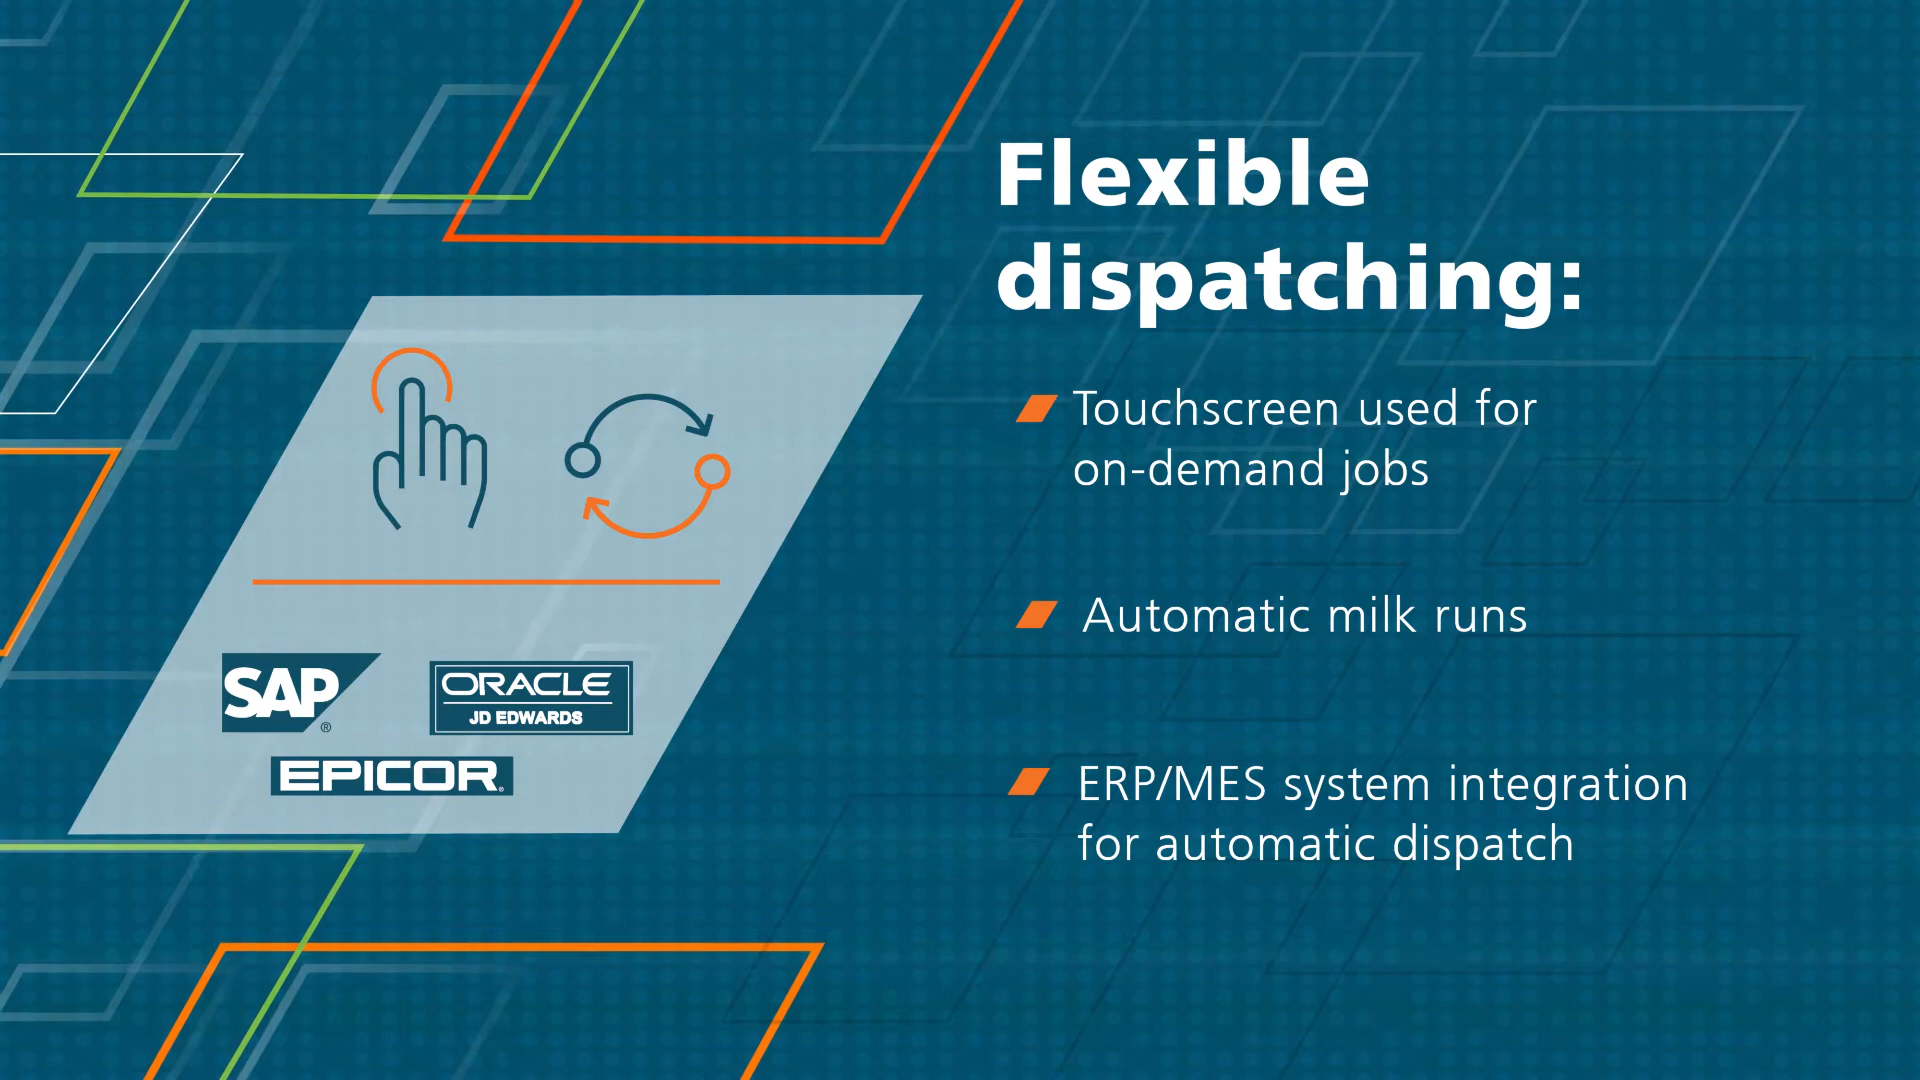 Flexible
dispatching:
Touchscreen used for
on-demand jobs
Automatic milk runs
ERP/MES system integration
for automatic dispatch
SAP
®
ORACLE
JD EDWARDS
EPICOR